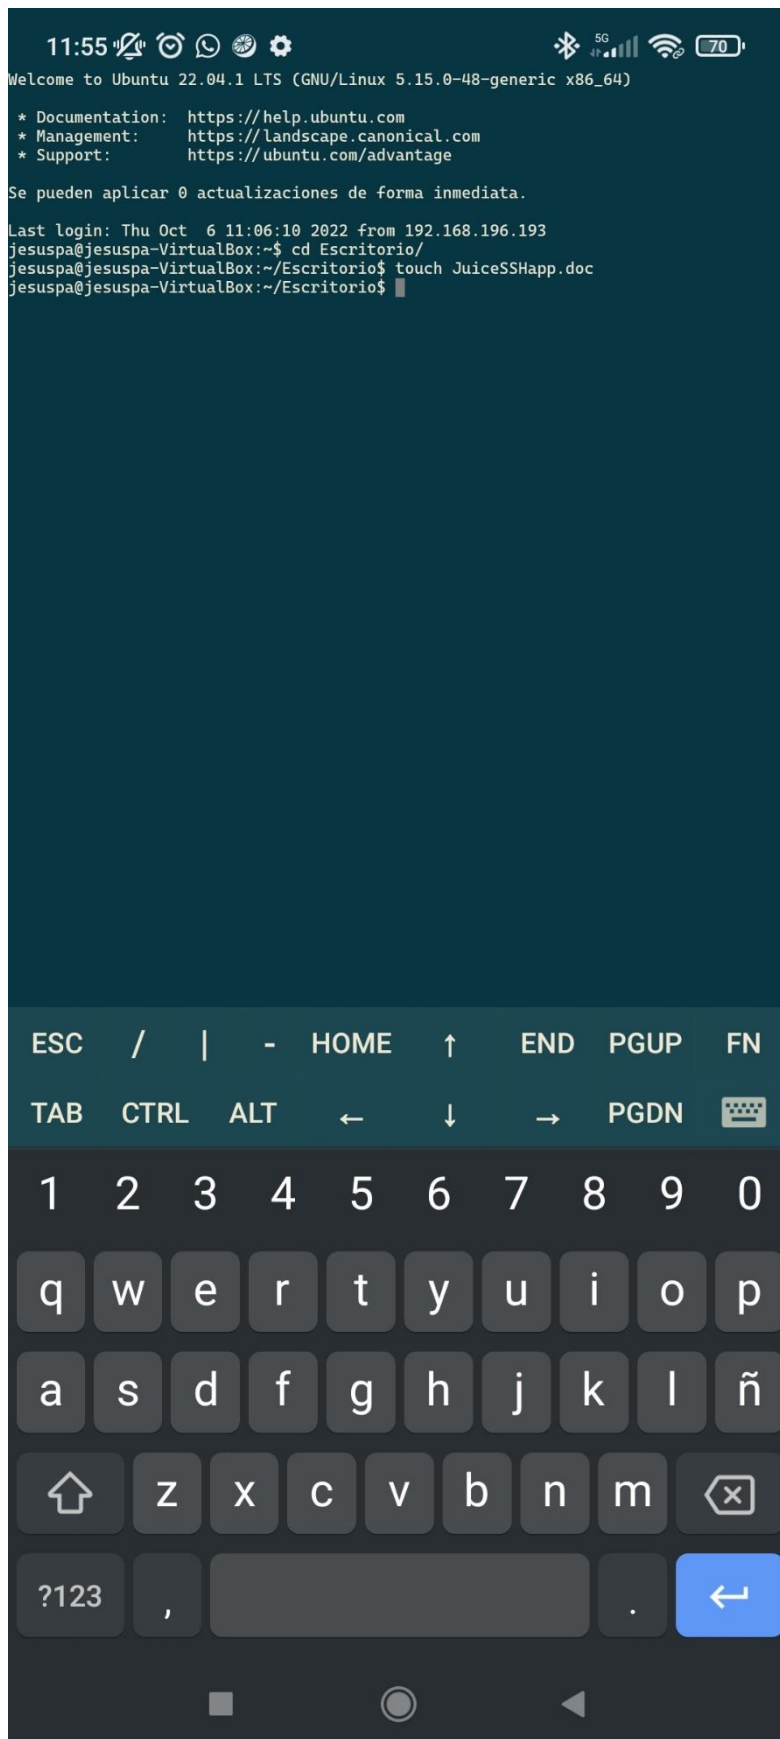 11:55 5G 70
Welcome to Ubuntu 22.04.1 LTS (GNU/Linux 5.15.0-48-generic x86_64)
* Documentation: https://help.ubuntu.com
* Management: https://landscape.canonical.com
* Support: https://ubuntu.com/advantage
Se pueden aplicar 0 actualizaciones de forma inmediata.
Last login: Thu Oct 6 11:06:10 2022 from 192.168.196.193
jesuspa@jesuspa-VirtualBox:~$ cd Escritorio/
jesuspa@jesuspa-VirtualBox:~/Escritorio$ touch JuiceSSHapp.doc
jesuspa@jesuspa-VirtualBox:~/Escritorio$
ESC / | - HOME ↑ END PGUP FN
TAB CTRL ALT ← ↓ → PGDN
1 2 3 4 5 6 7 8 9 0
q w e r t y u i o p
a s d f g h j k l ñ
z x c v b n m
?123 , .